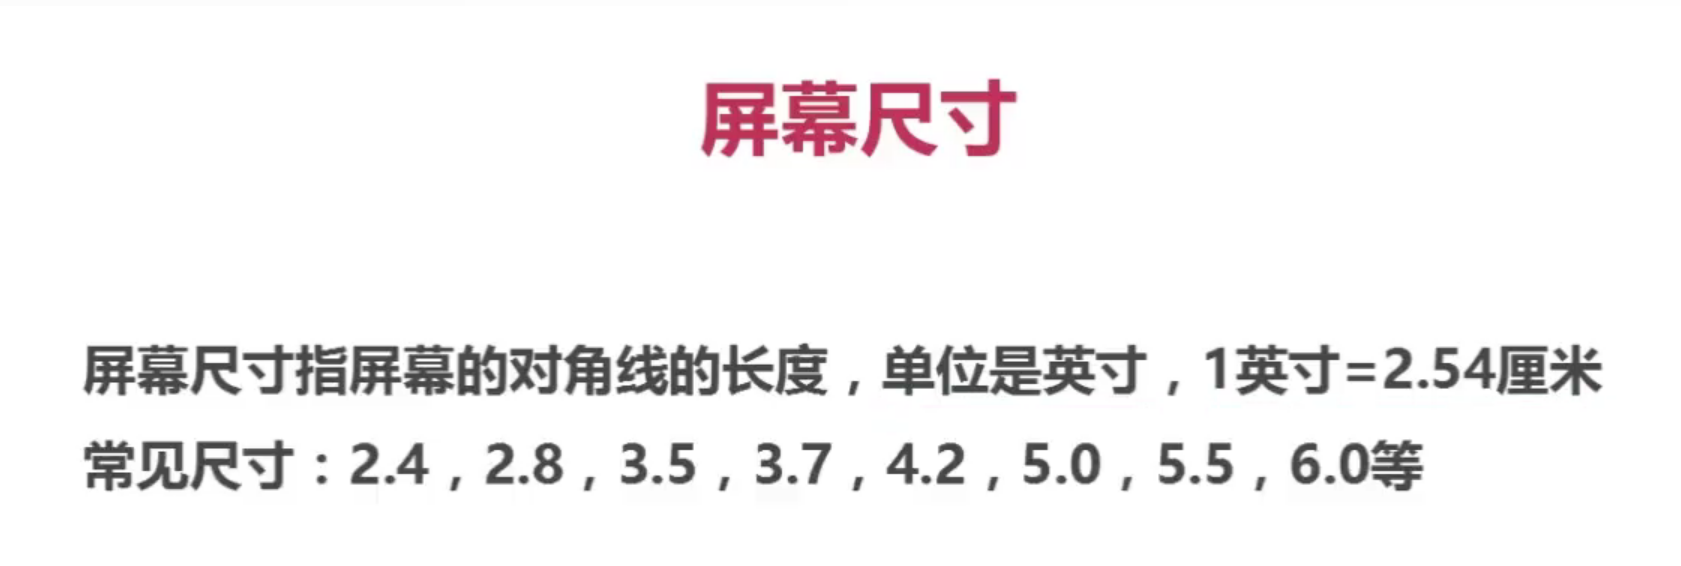 屏幕尺寸
屏幕尺寸指屏幕的对角线的长度，单位是英寸，1英寸=2.54厘米
常见尺寸：2.4，2.8，3.5，3.7，4.2，5.0，5.5，6.0等